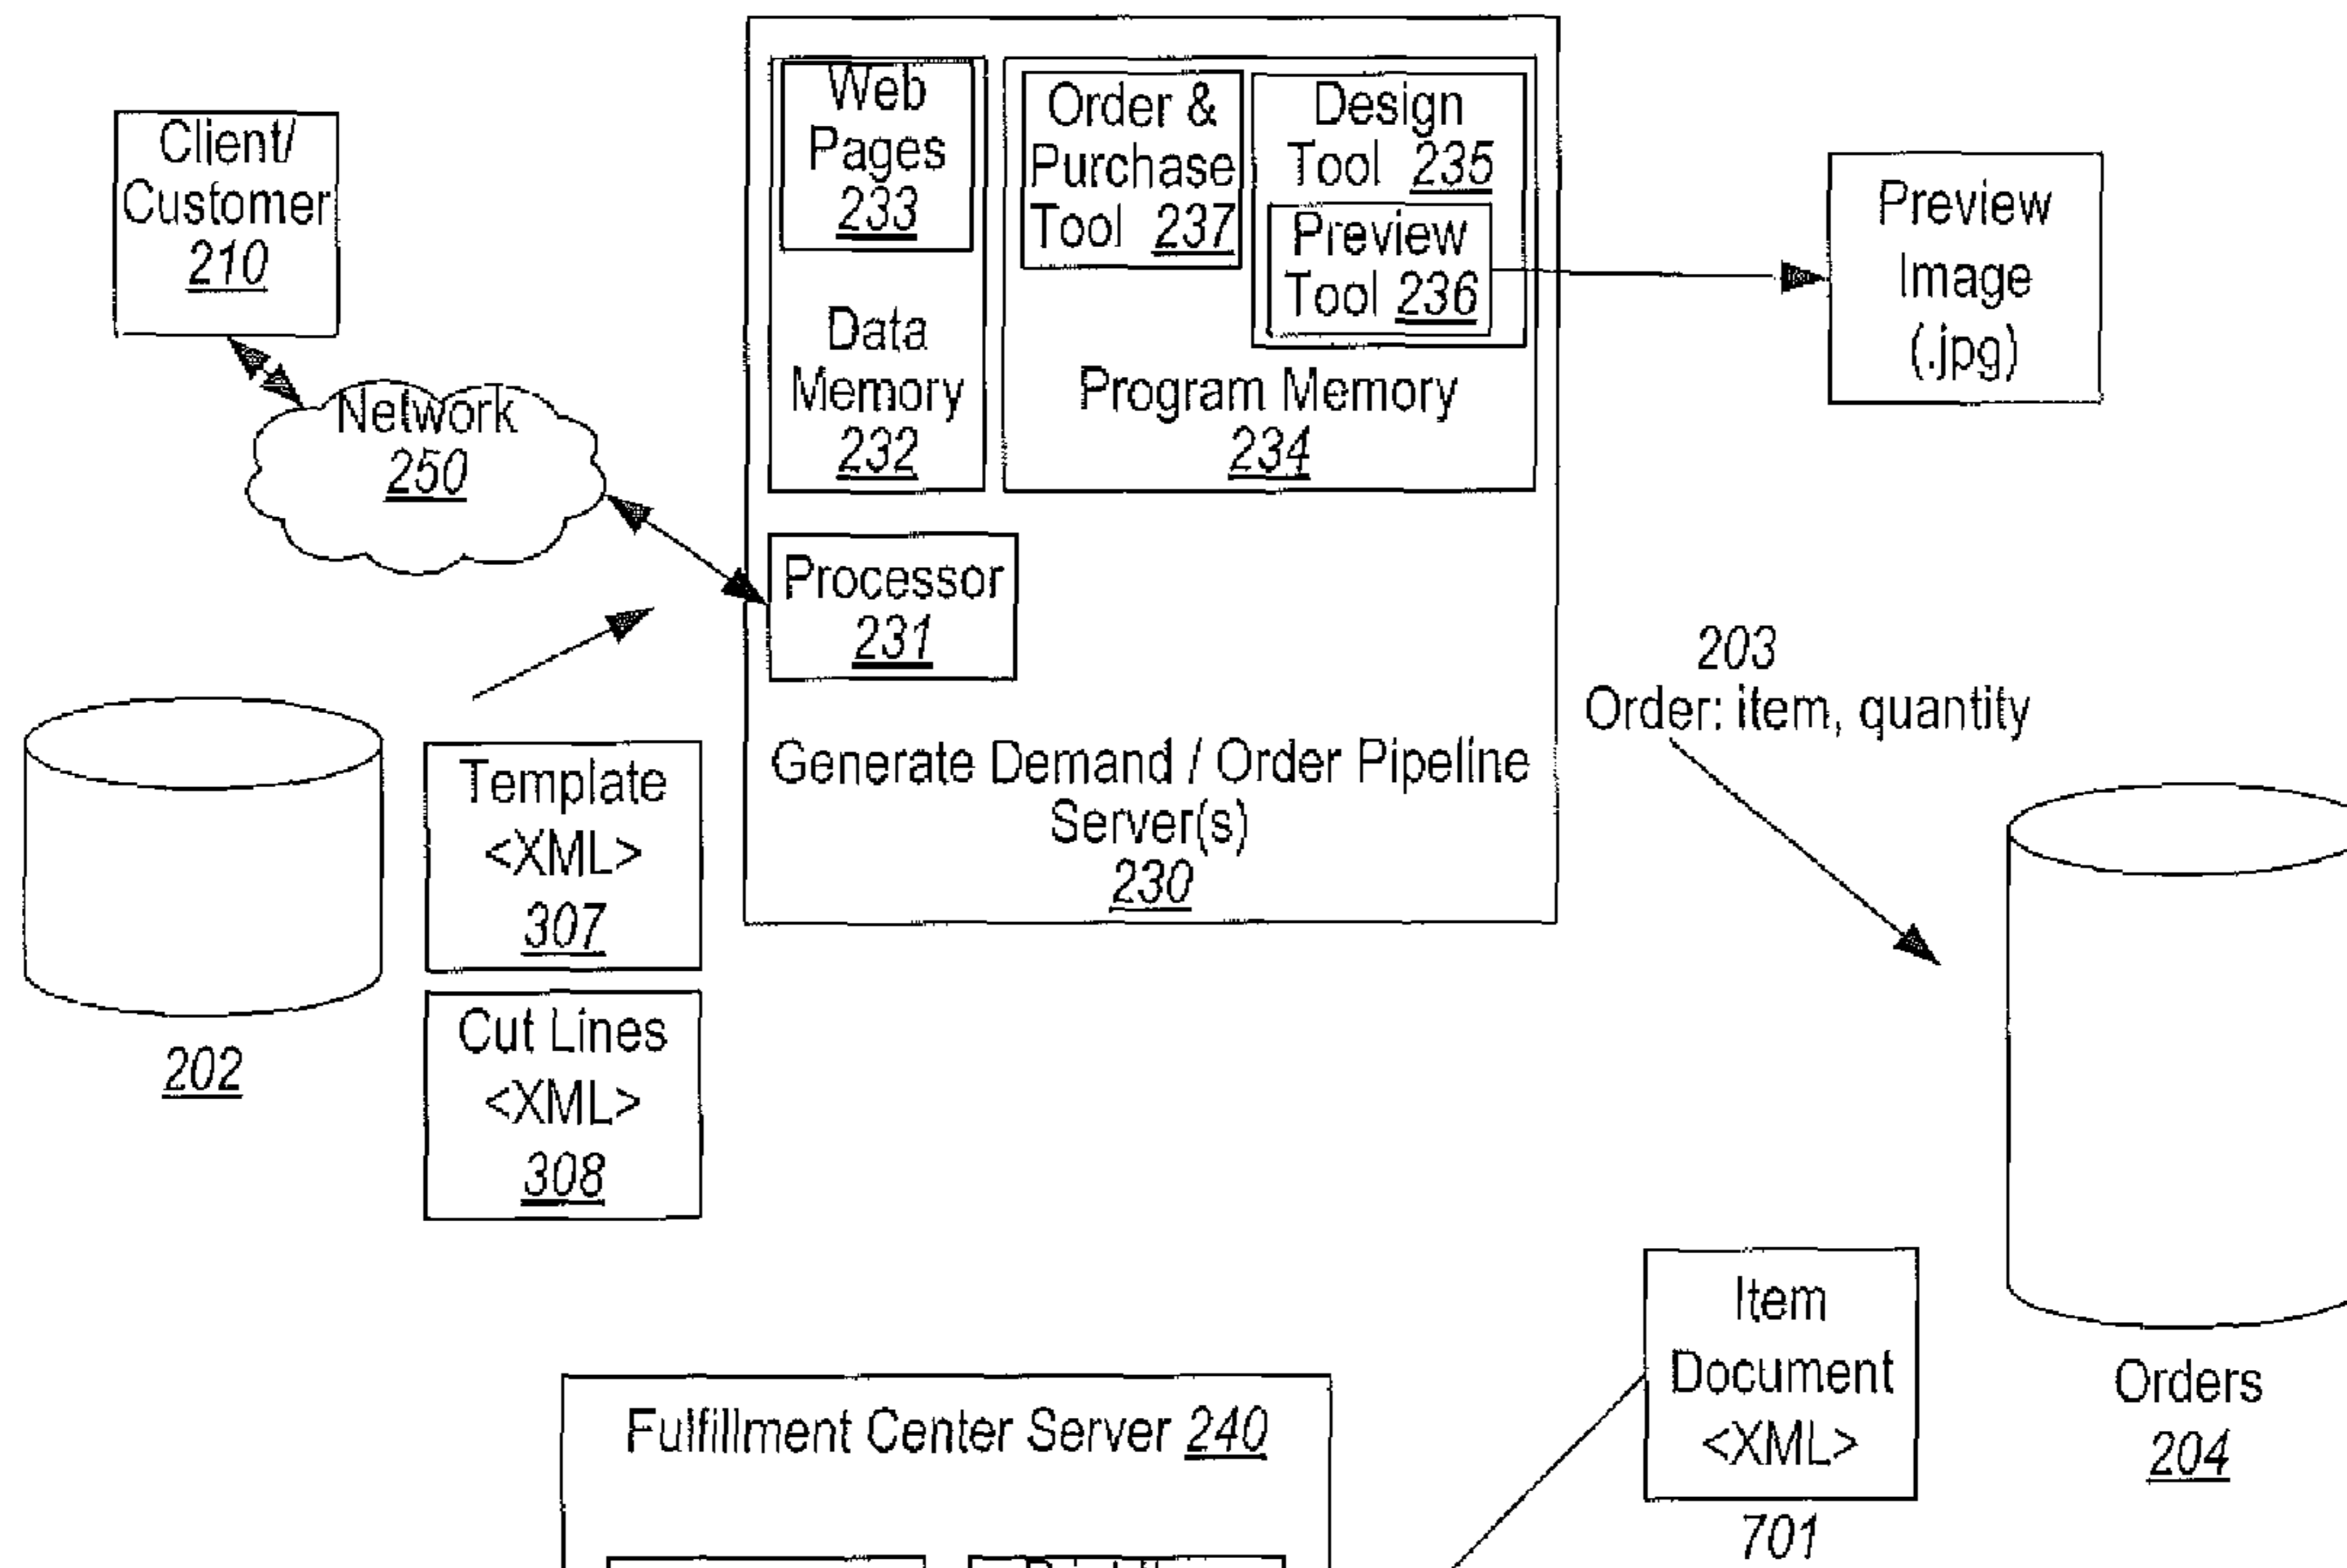 Client/
Customer
210
Network
250
Web
Pages
233
Data
Memory
232
Order &
Purchase
Tool 237
Design
Tool 235
Preview
Tool 236
Program Memory
234
Processor
231
Generate Demand / Order Pipeline
Server(s)
230
Preview
Image
(.jpg)
203
Order: item, quantity
202
Template
<XML>
307
Cut Lines
<XML>
308
Item
Document
<XML>
701
Orders
204
Fulfillment Center Server 240